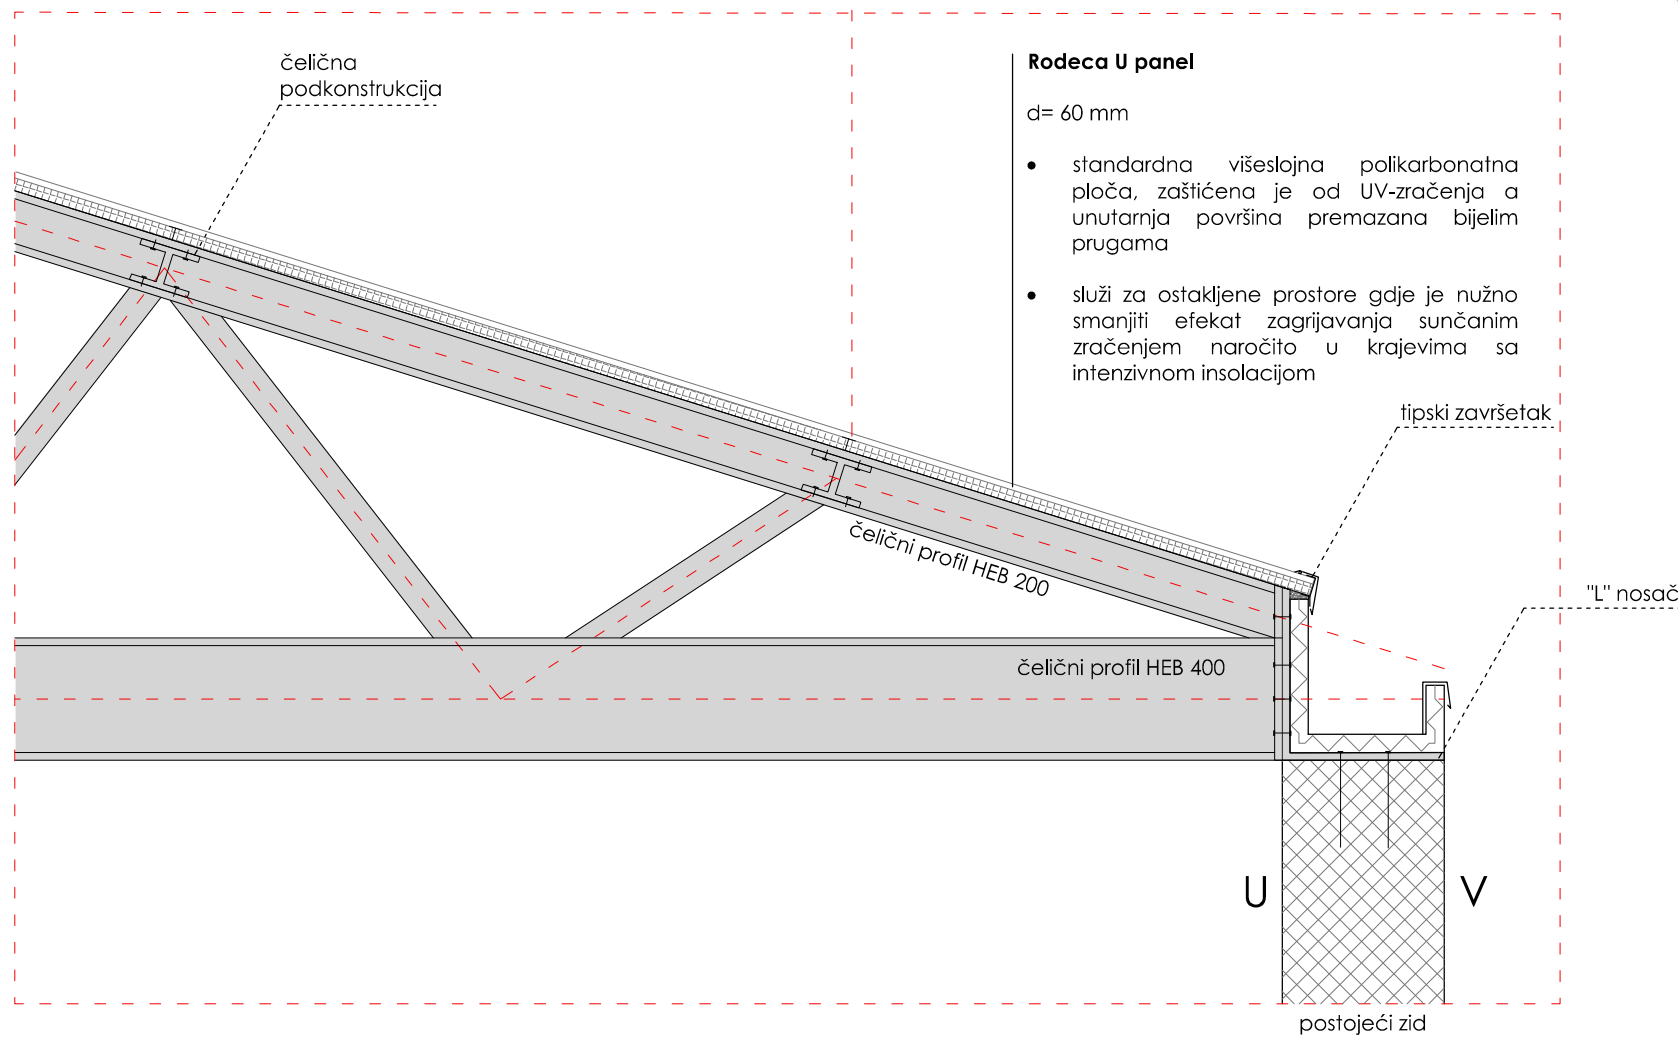 čelična
podkonstrukcija
Rodeca U panel
d= 60 mm
• standardna višeslojna polikarbonatna
ploča, zaštićena je od UV-zračenja a
unutarnja površina premazana bijelim
prugama
• služi za ostakljene prostore gdje je nužno
smanjiti efekat zagrijavanja sunčanim
zračenjem naročito u krajevima sa
intenzivnom insolacijom
tipski završetak
čelični profil HEB 200
"L" nosač
čelični profil HEB 400
U
V
postojeći zid